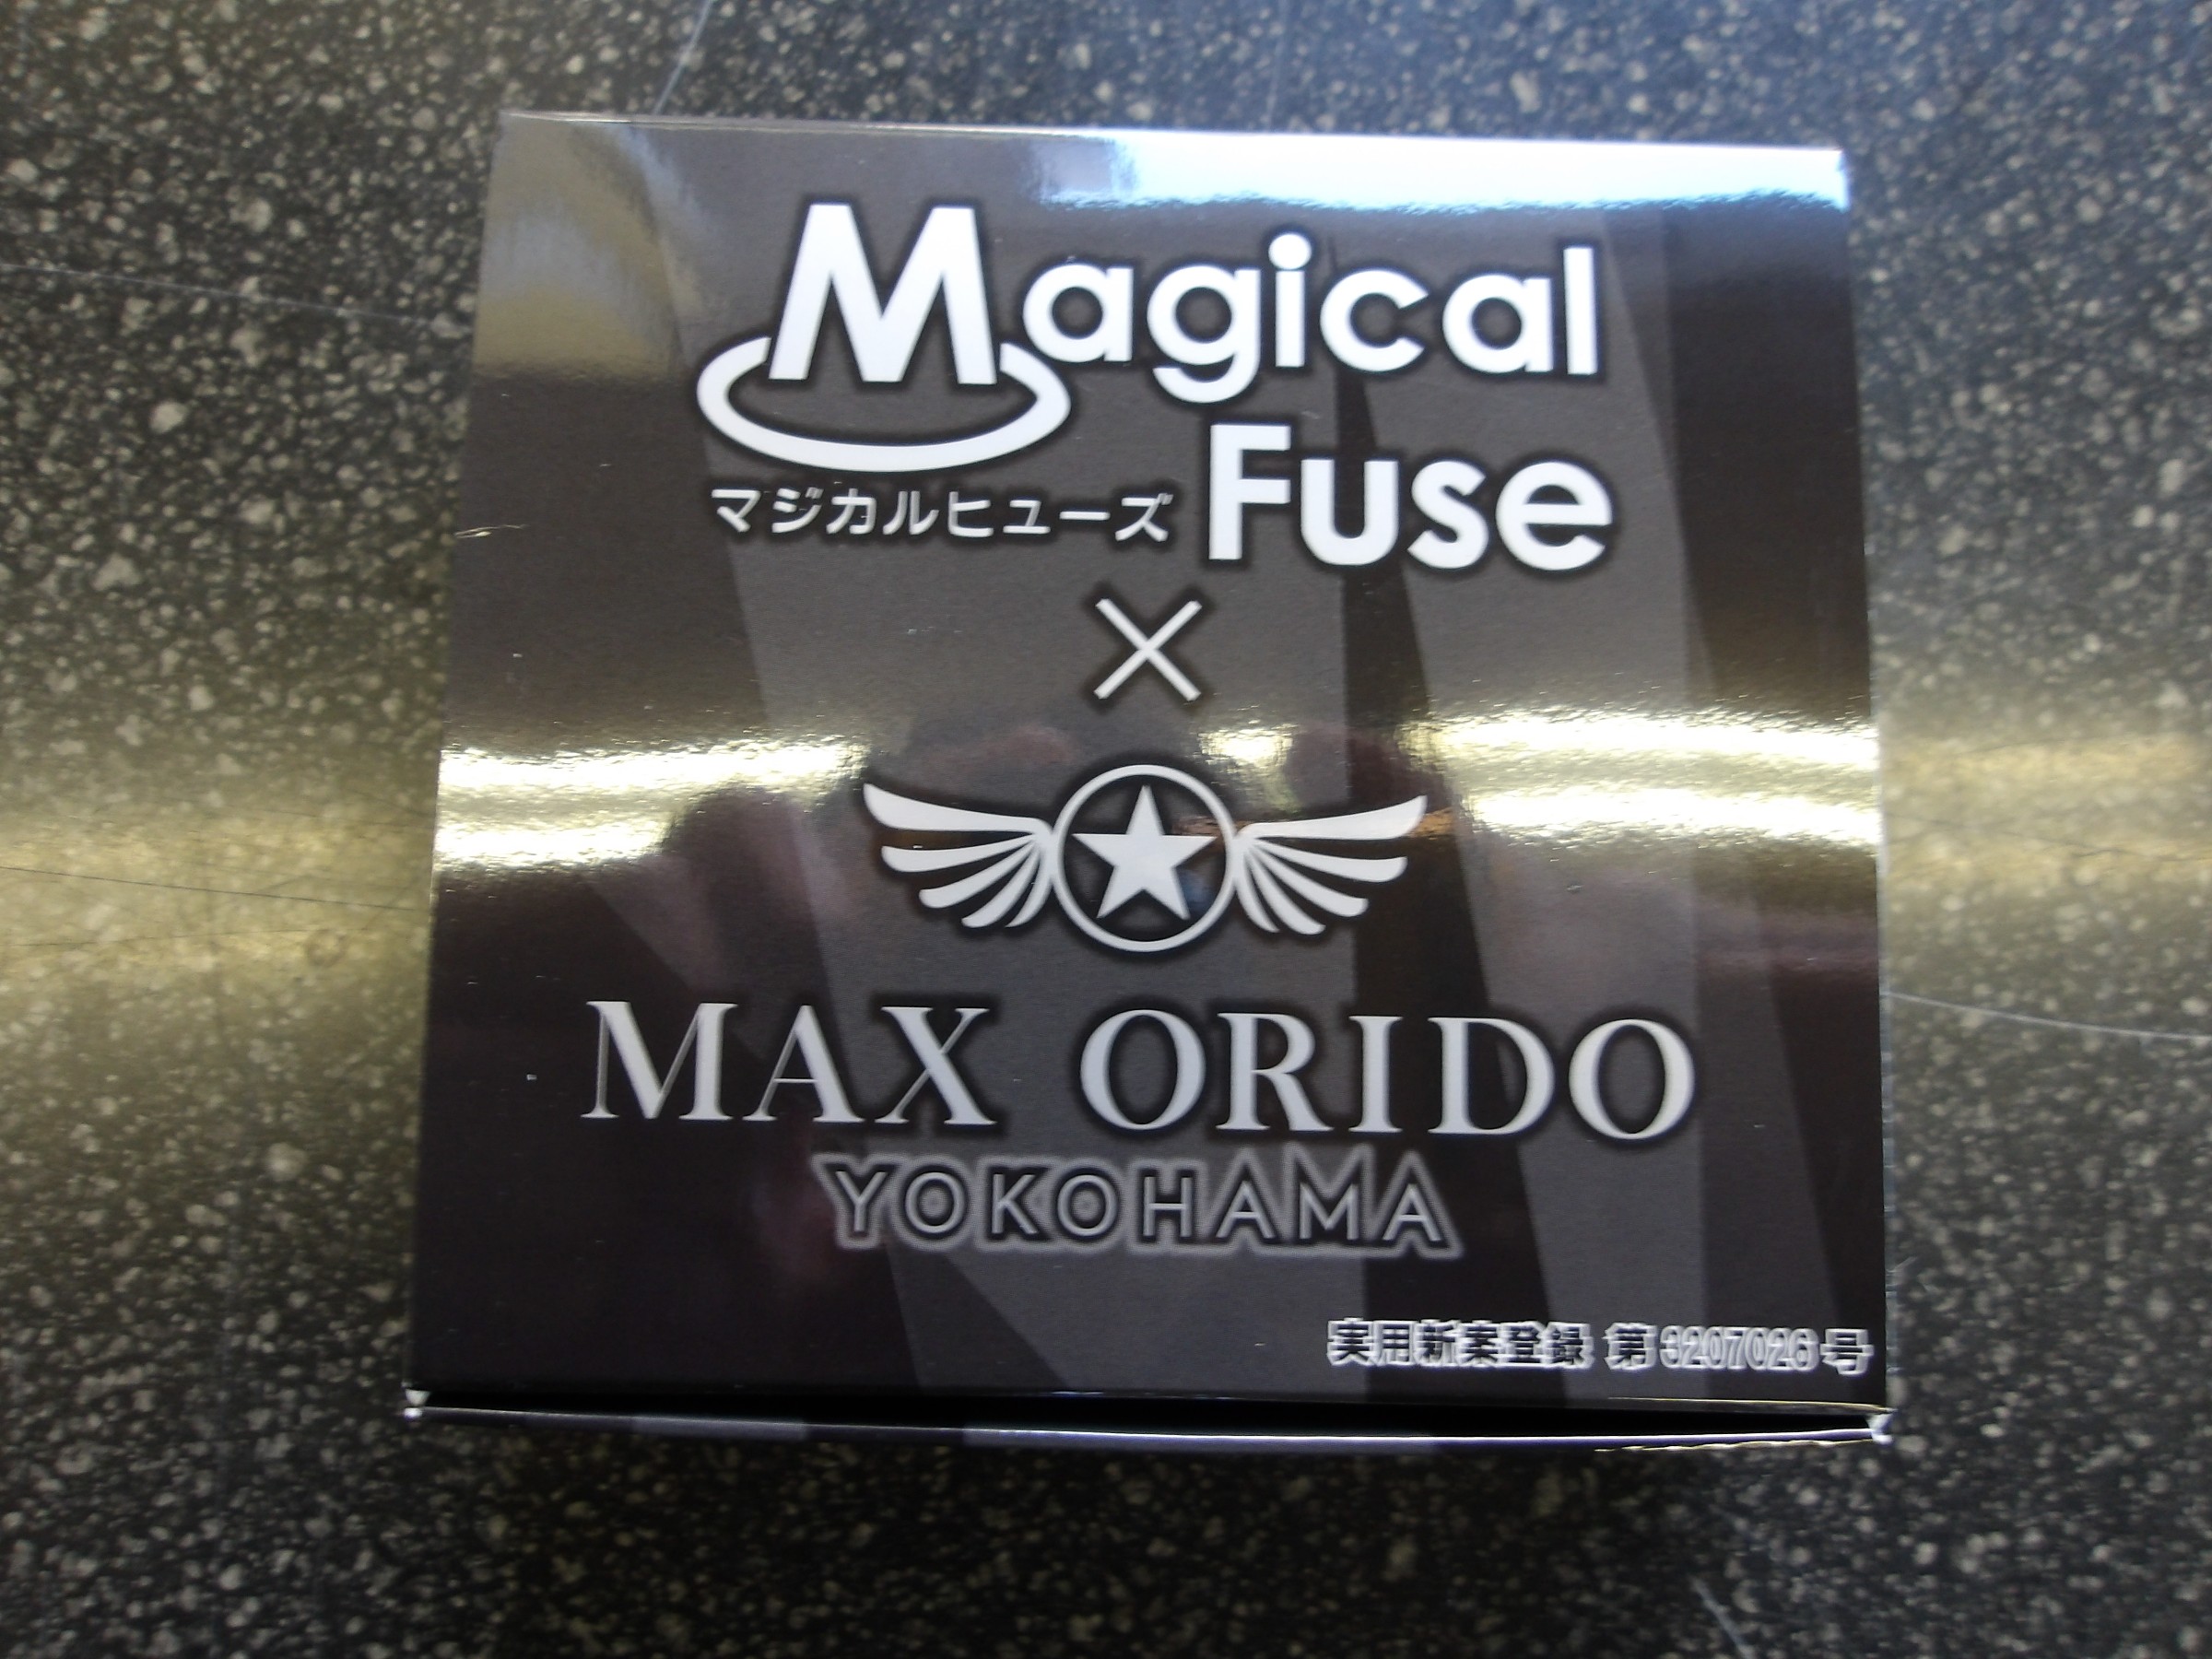 Magical
マジカルヒューズ Fuse
×
MAX ORIDO
YOKOHAMA
実用新案登録 第3207026号